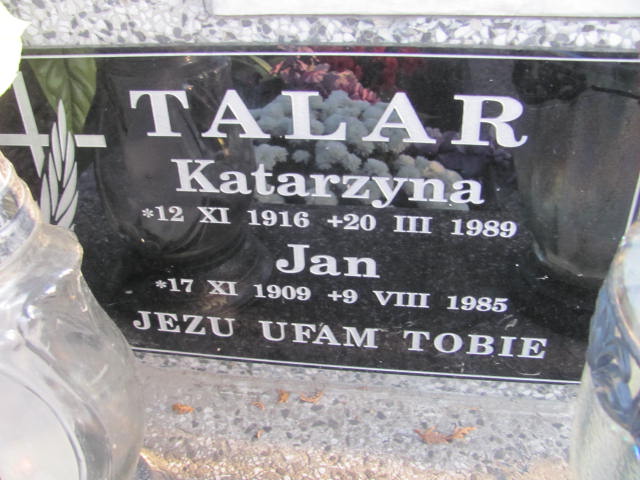 TALAR
Katarzyna
*12 XI 1916 +20 III 1989
Jan
*17 XI 1909 +9 VIII 1985
JEZU UFAM TOBIE